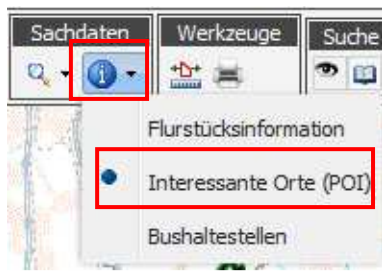 Sachdaten Werkzeuge Suche
Flurstücksinformation
Interessante Orte (POI)
Bushaltestellen